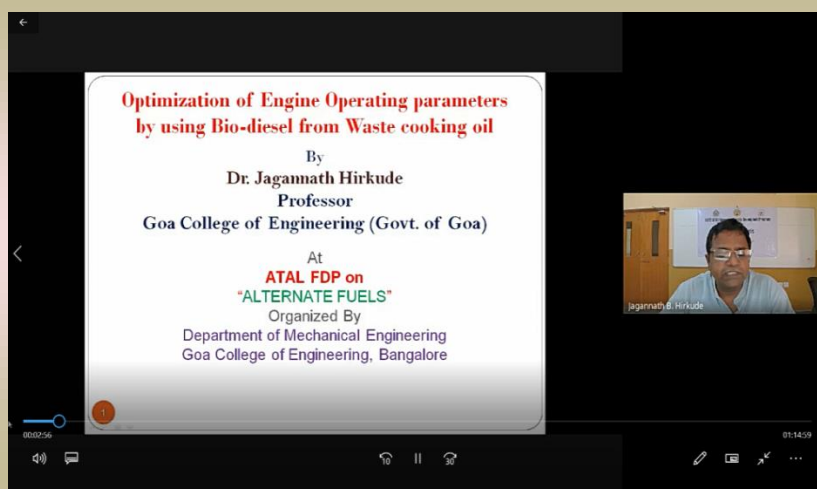 Optimization of Engine Operating parameters
by using Bio-diesel from Waste cooking oil
By
Dr. Jagannath Hirkude
Professor
Goa College of Engineering (Govt. of Goa)
At
ATAL FDP on
“ALTERNATE FUELS”
Organized By
Department of Mechanical Engineering
Goa College of Engineering, Bangalore
1
Jagannath B. Hirkude
00:02:56
01:14:59
10
30